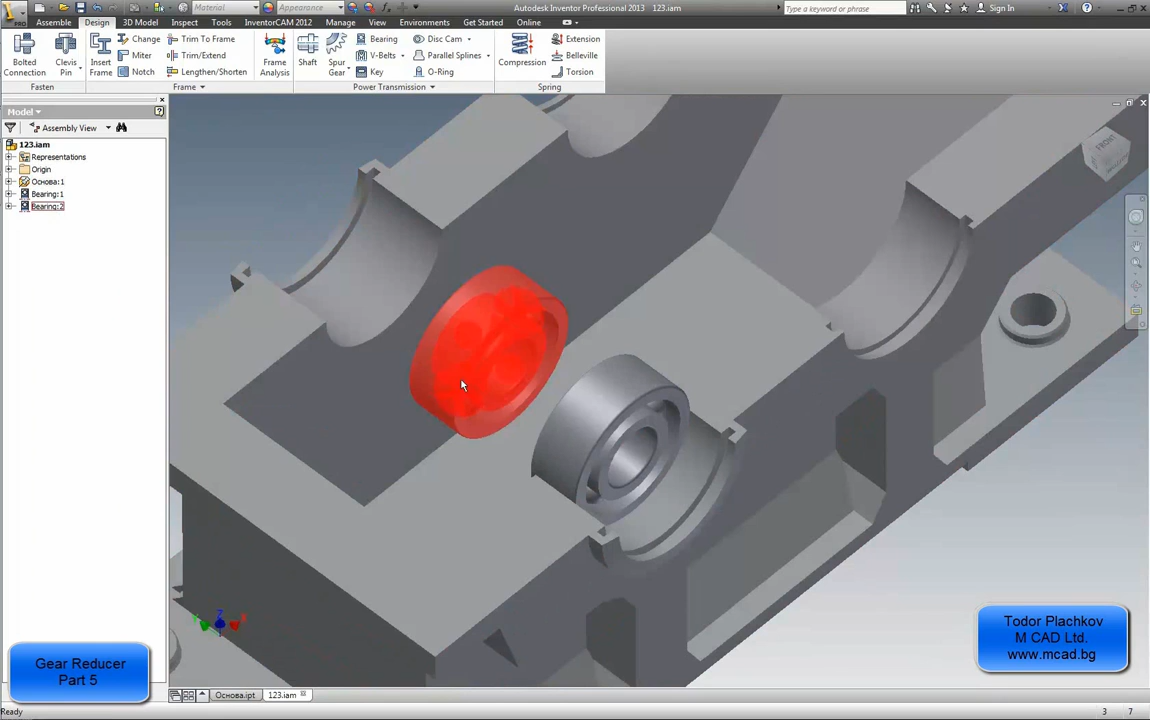 Material
Appearance
Autodesk Inventor Professional 2013 123.iam
Type a keyword or phrase
Sign In
PRO
Assemble Design 3D Model Inspect Tools InventorCAM 2012 Manage View Environments Get Started Online
Bolted Connection
Clevis Pin
Insert Frame
Change
Miter
Notch
Trim To Frame
Trim/Extend
Lengthen/Shorten
Frame Analysis
Shaft
Spur Gear
Bearing
V-Belts
Key
Disc Cam
Parallel Splines
O-Ring
Compression
Extension
Belleville
Torsion
Fasten
Frame
Power Transmission
Spring
Model
Assembly View
123.iam
Representations
Origin
Основа:1
Bearing:1
Bearing:2
FRONT
Z
Gear Reducer
Part 5
Todor Plachkov
M CAD Ltd.
www.mcad.bg
Основа.ipt
123.iam
Ready
3 7